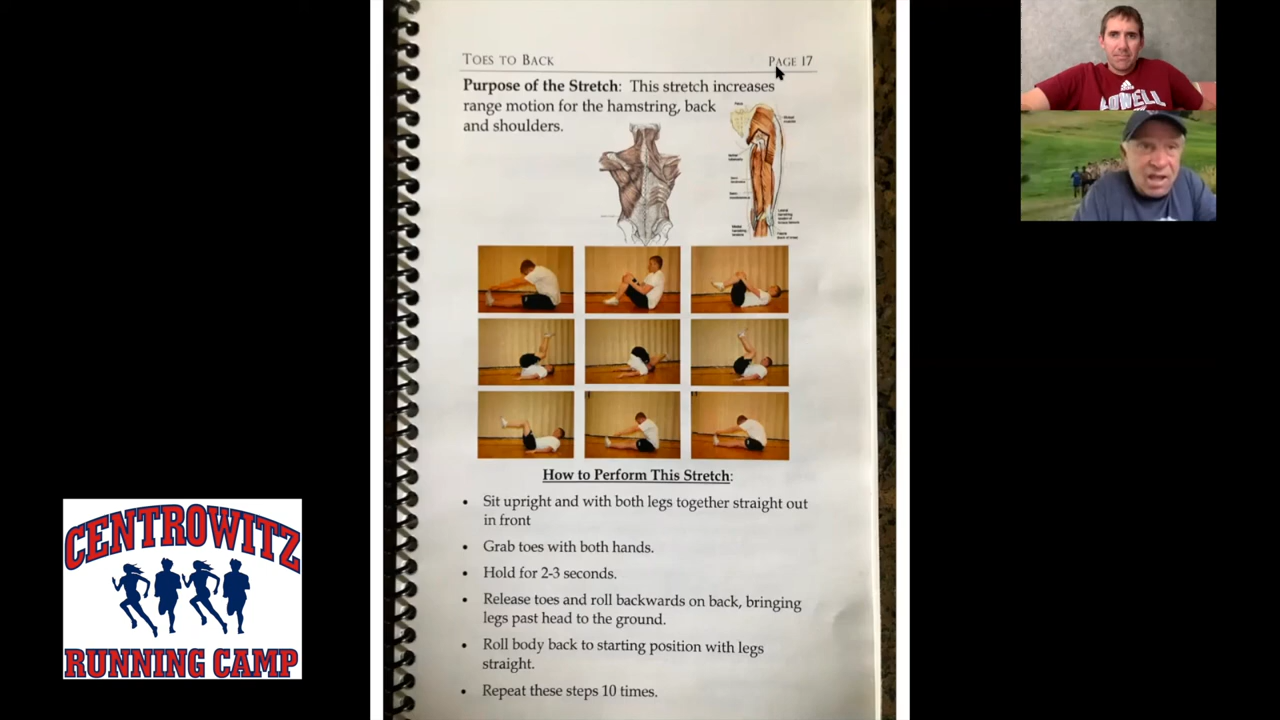 TOES TO BACK
PAGE 17
Purpose of the Stretch: This stretch increases
range motion for the hamstring, back
and shoulders.
How to Perform This Stretch:
• Sit upright and with both legs together straight out
in front
• Grab toes with both hands.
• Hold for 2-3 seconds.
• Release toes and roll backwards on back, bringing
legs past head to the ground.
• Roll body back to starting position with legs
straight.
• Repeat these steps 10 times.
CENTROWITZ
RUNNING CAMP